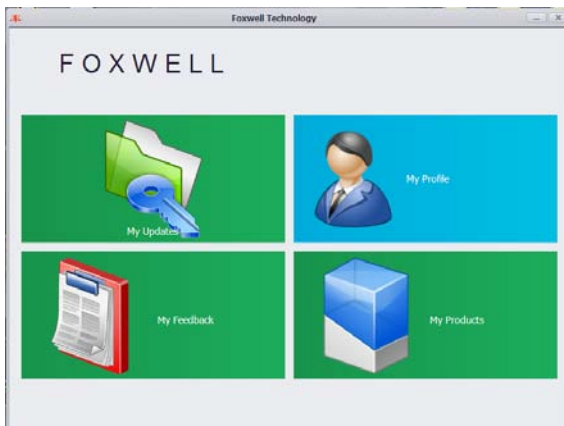 Foxwell Technology
FOXWELL
My Updates
My Profile
My Feedback
My Products